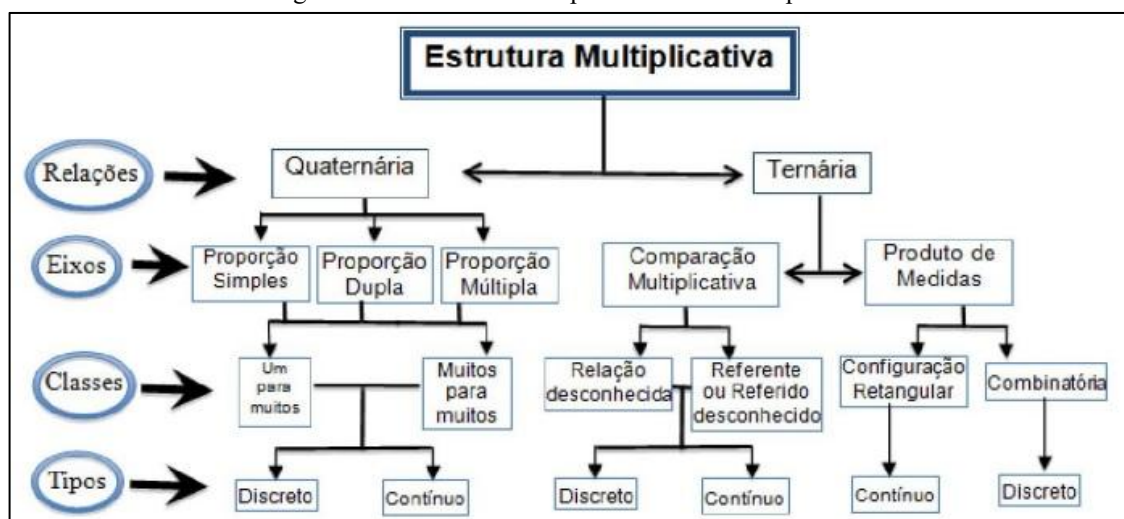 Estrutura Multiplicativa
Relações
Quaternária
Ternária
Eixos
Proporção
Simples
Proporção
Dupla
Proporção
Múltipla
Comparação
Multiplicativa
Produto de
Medidas
Classes
Um
para
muitos
Muitos
para
muitos
Relação
desconhecida
Referente
ou Referido
desconhecido
Configuração
Retangular
Combinatória
Tipos
Discreto
Contínuo
Discreto
Contínuo
Contínuo
Discreto